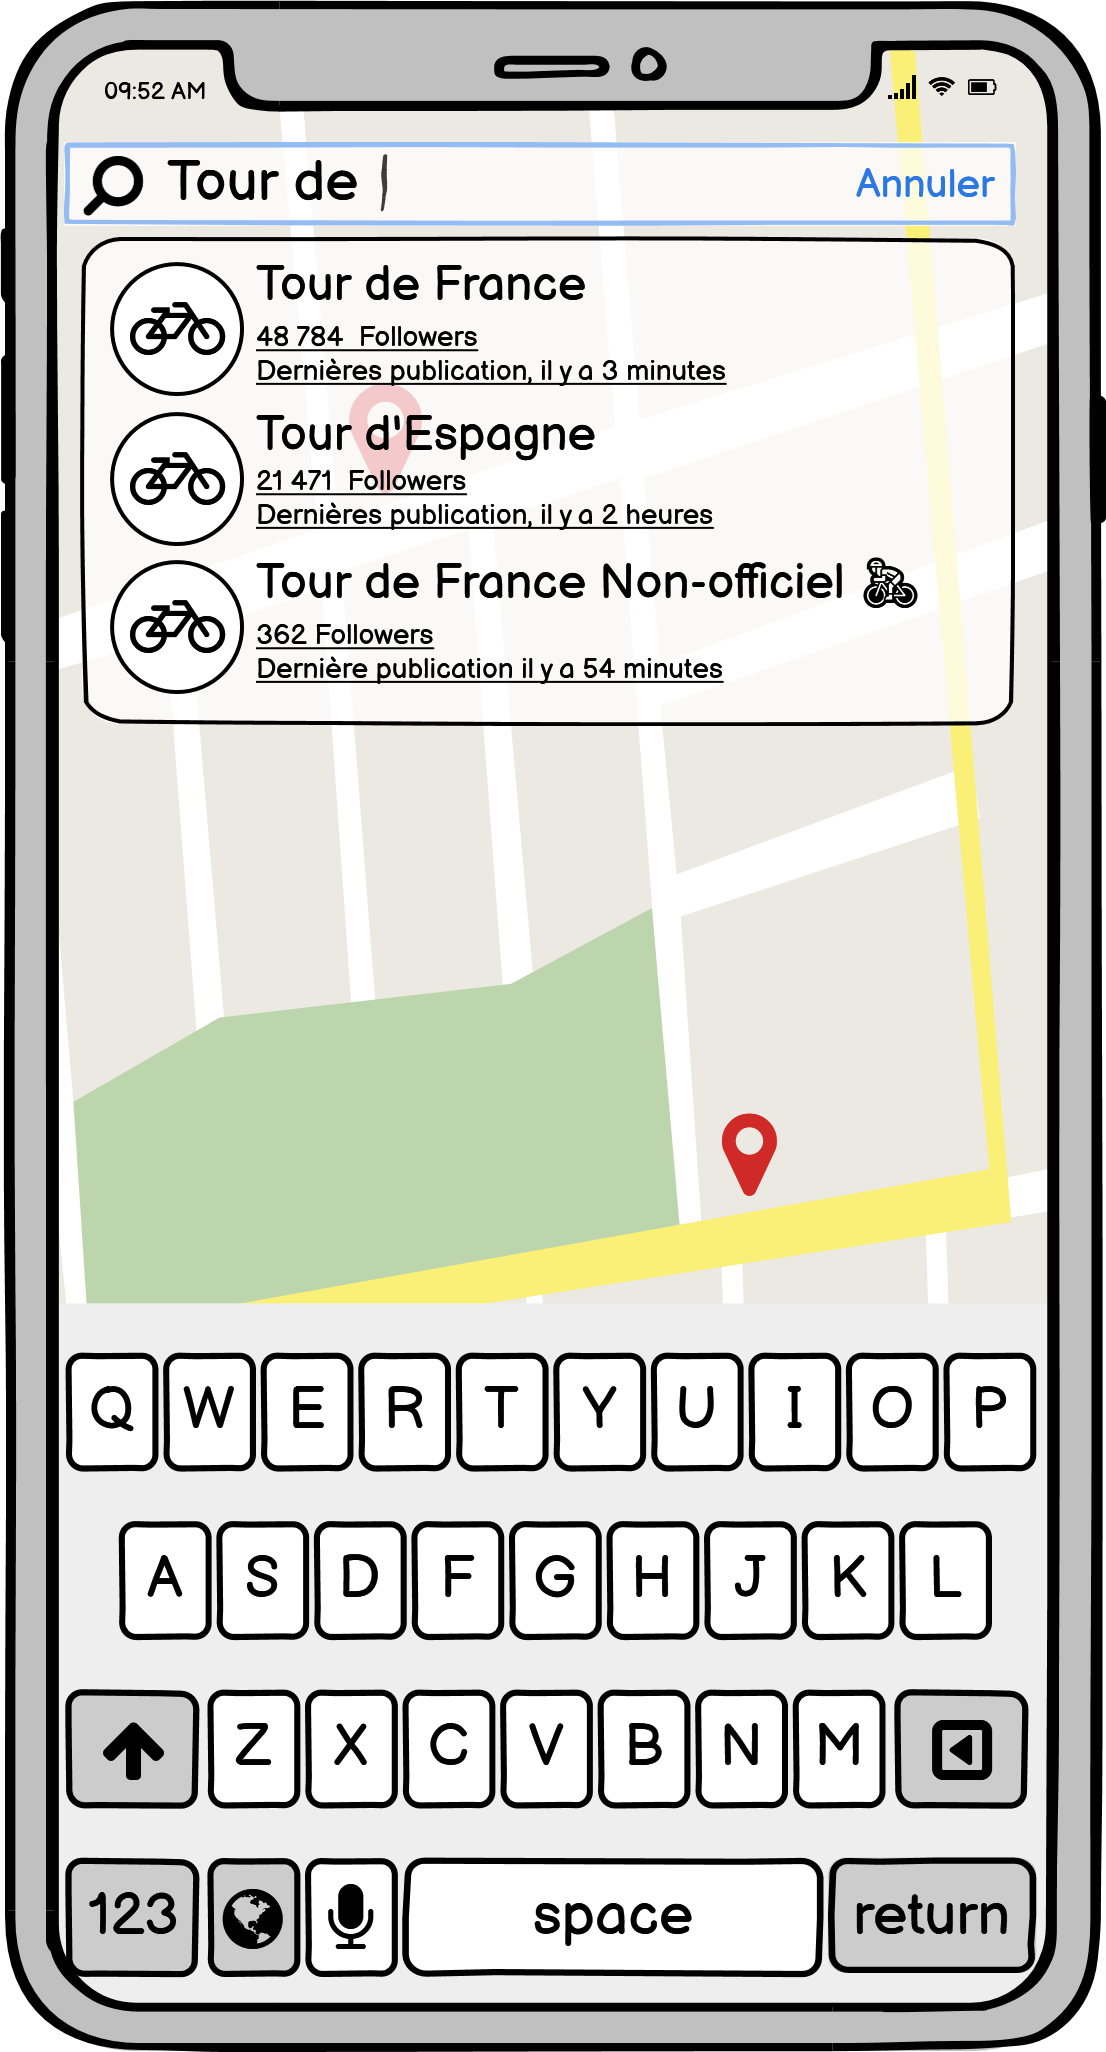 09:52 AM
Tour de
Annuler
Tour de France
48 784 Followers
Dernières publication, il y a 3 minutes
Tour d'Espagne
21 471 Followers
Dernières publication, il y a 2 heures
Tour de France Non-officiel
362 Followers
Dernière publication il y a 54 minutes
Q W E R T Y U I O P
A S D F G H J K L
Z X C V B N M
123 space return